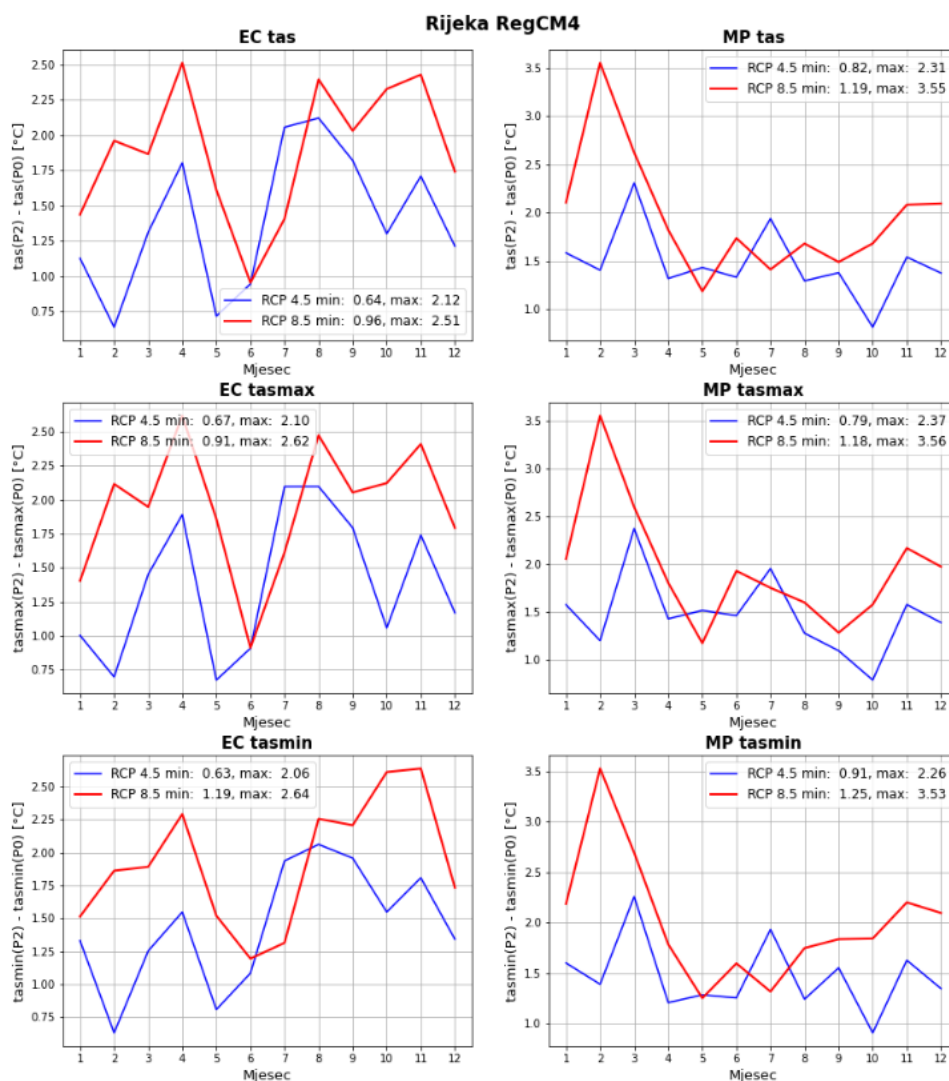 Rijeka RegCM4
EC tas
tas(P2) - tas(P0) [°C]
2.50
2.25
2.00
1.75
1.50
1.25
1.00
0.75
RCP 4.5 min: 0.64, max: 2.12
RCP 8.5 min: 0.96, max: 2.51
1 2 3 4 5 6 7 8 9 10 11 12
Mjesec
MP tas
tas(P2) - tas(P0) [°C]
3.5
3.0
2.5
2.0
1.5
1.0
RCP 4.5 min: 0.82, max: 2.31
RCP 8.5 min: 1.19, max: 3.55
1 2 3 4 5 6 7 8 9 10 11 12
Mjesec
EC tasmax
tasmax(P2) - tasmax(P0) [°C]
2.50
2.25
2.00
1.75
1.50
1.25
1.00
0.75
RCP 4.5 min: 0.67, max: 2.10
RCP 8.5 min: 0.91, max: 2.62
1 2 3 4 5 6 7 8 9 10 11 12
Mjesec
MP tasmax
tasmax(P2) - tasmax(P0) [°C]
3.5
3.0
2.5
2.0
1.5
1.0
RCP 4.5 min: 0.79, max: 2.37
RCP 8.5 min: 1.18, max: 3.56
1 2 3 4 5 6 7 8 9 10 11 12
Mjesec
EC tasmin
tasmin(P2) - tasmin(P0) [°C]
2.50
2.25
2.00
1.75
1.50
1.25
1.00
0.75
RCP 4.5 min: 0.63, max: 2.06
RCP 8.5 min: 1.19, max: 2.64
1 2 3 4 5 6 7 8 9 10 11 12
Mjesec
MP tasmin
tasmin(P2) - tasmin(P0) [°C]
3.5
3.0
2.5
2.0
1.5
1.0
RCP 4.5 min: 0.91, max: 2.26
RCP 8.5 min: 1.25, max: 3.53
1 2 3 4 5 6 7 8 9 10 11 12
Mjesec